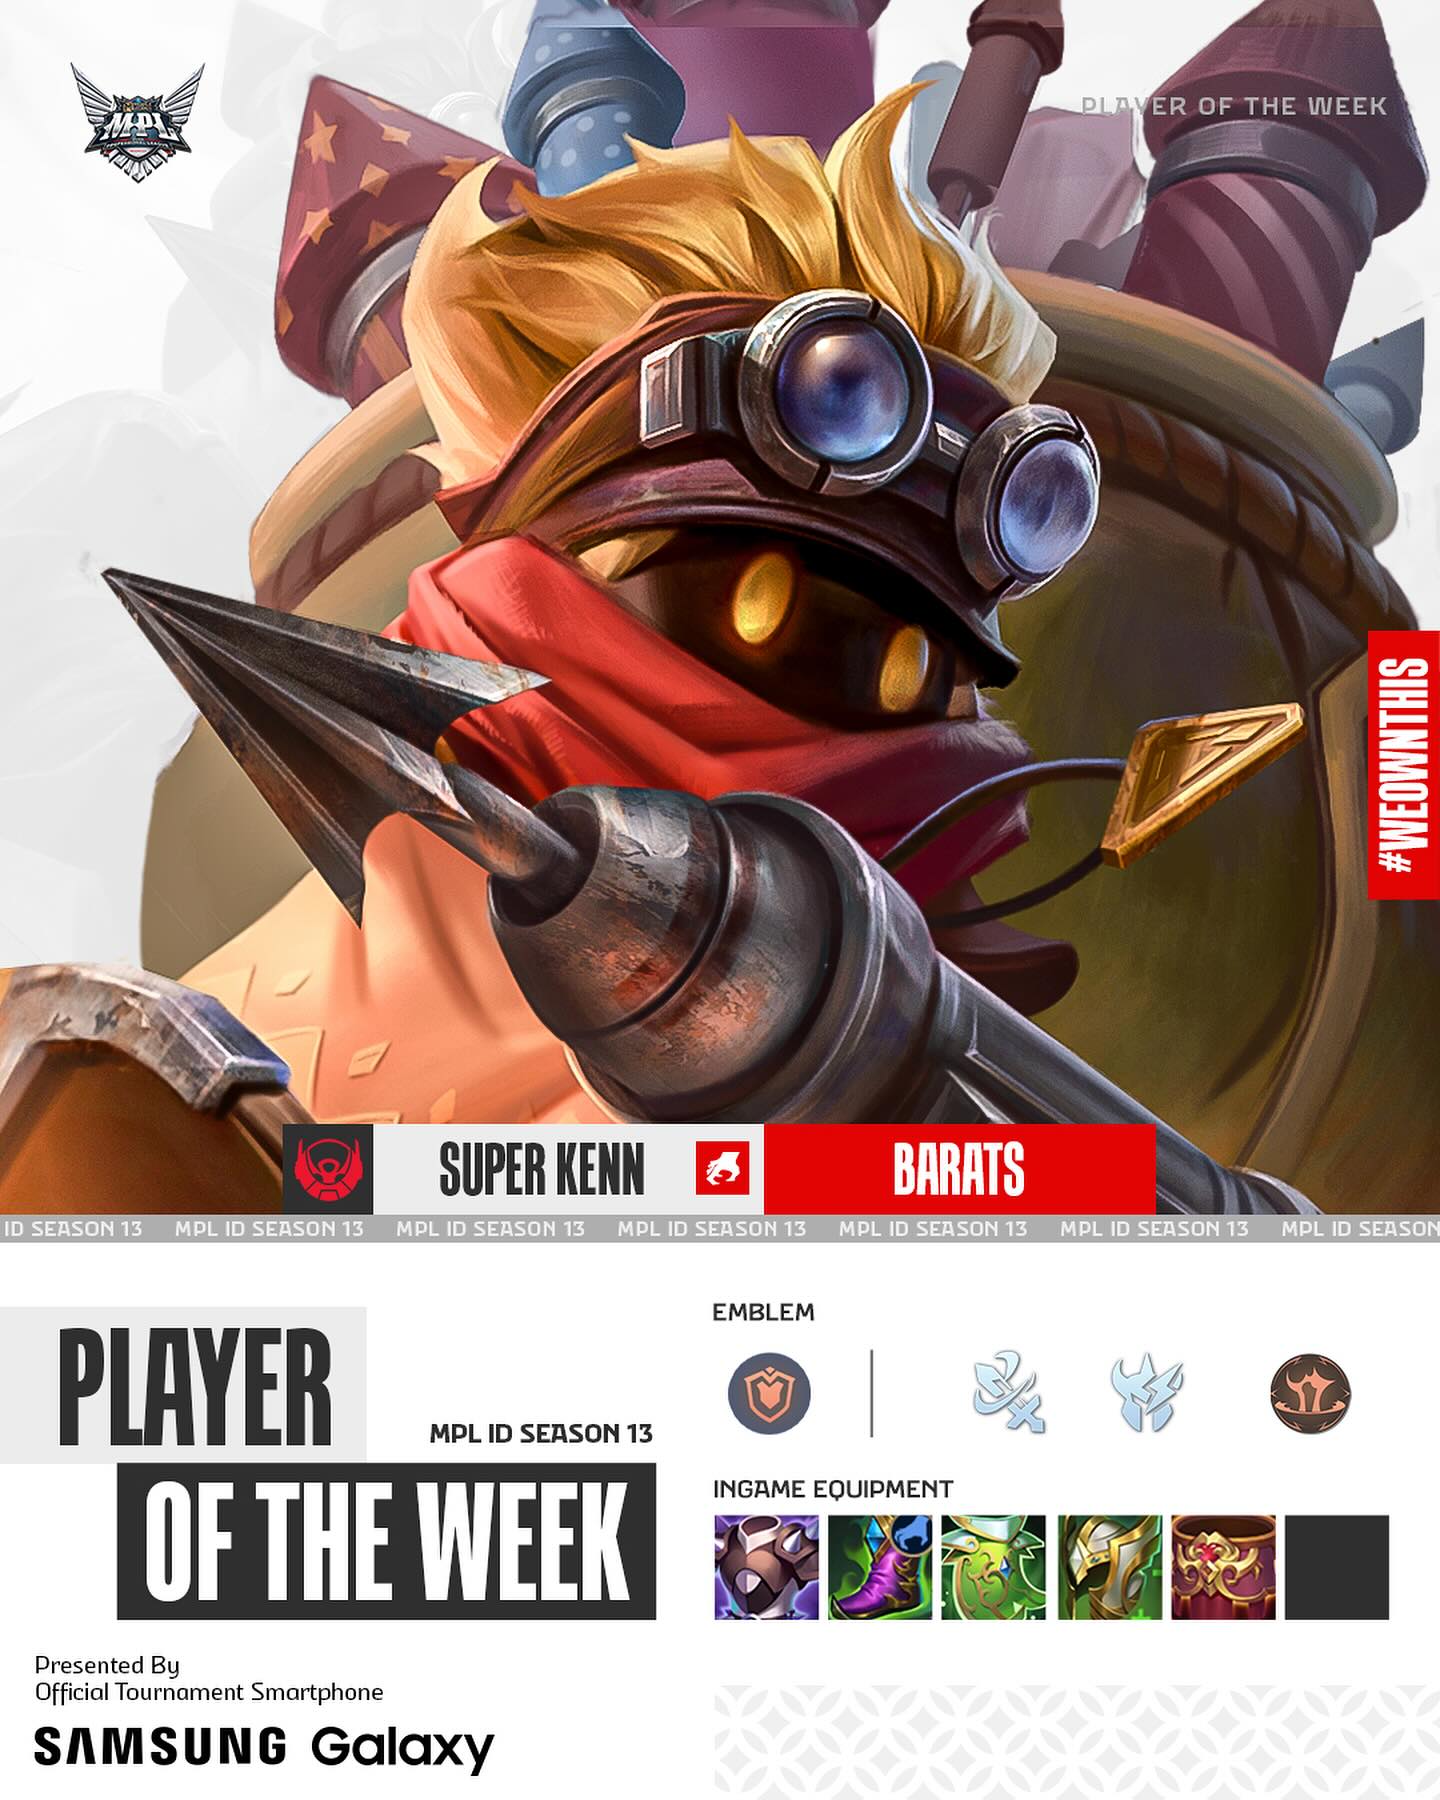 MPL
PLAYER OF THE WEEK
#WEOWNTHIS
SUPER KENN
BARATS
ID SEASON 13 MPL ID SEASON 13 MPL ID SEASON 13 MPL ID SEASON 13 MPL ID SEASON 13 MPL ID SEASON 13 MPL ID SEASON
PLAYER
MPL ID SEASON 13
OF THE WEEK
EMBLEM
INGAME EQUIPMENT
Presented By
Official Tournament Smartphone
SAMSUNG Galaxy